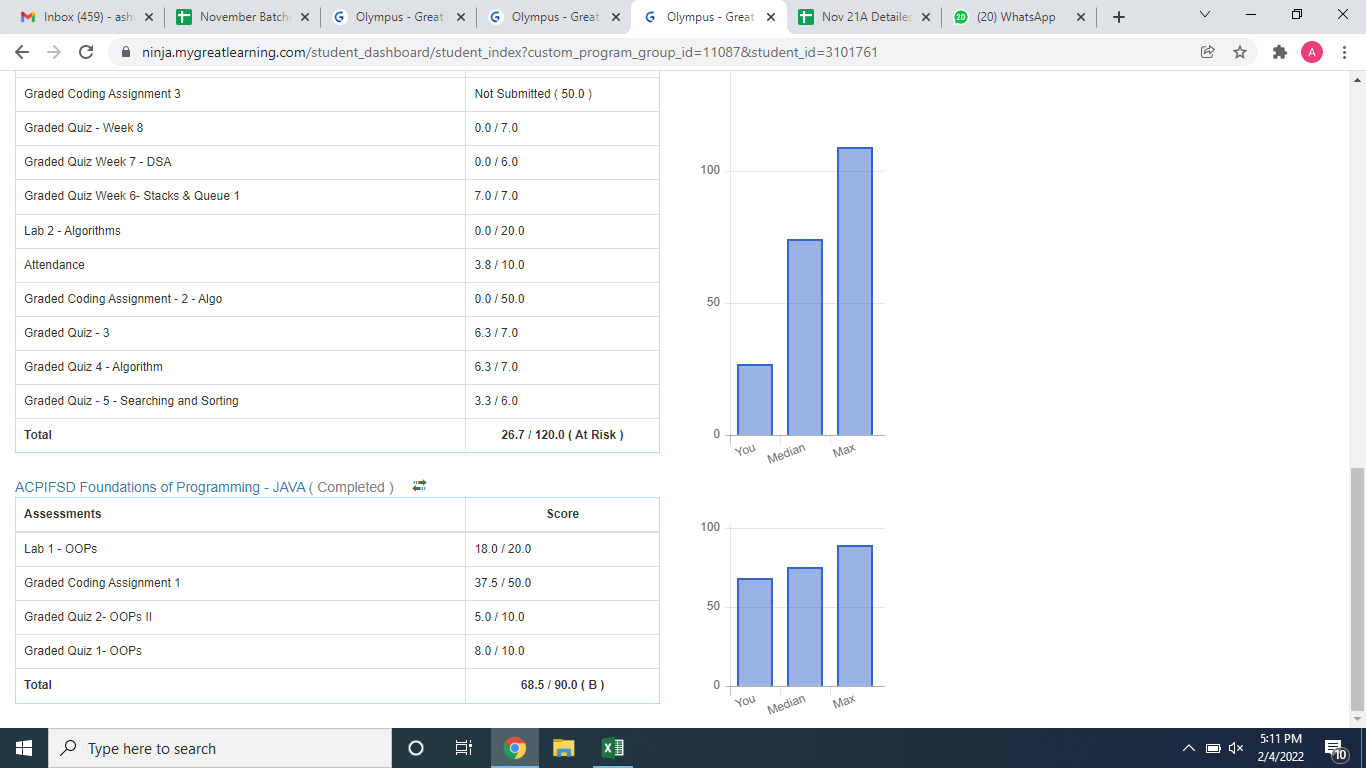 Inbox (459) - ash
November Batche
Olympus - Great
Olympus - Great
Olympus - Great
Nov 21A Detailed
20 (20) WhatsApp
ninja.mygreatlearning.com/student_dashboard/student_index?custom_program_group_id=11087&student_id=3101761
A
Graded Coding Assignment 3 Not Submitted ( 50.0 )
Graded Quiz - Week 8 0.0 / 7.0
Graded Quiz Week 7 - DSA 0.0 / 6.0
Graded Quiz Week 6- Stacks & Queue 1 7.0 / 7.0
Lab 2 - Algorithms 0.0 / 20.0
Attendance 3.8 / 10.0
Graded Coding Assignment - 2 - Algo 0.0 / 50.0
Graded Quiz - 3 6.3 / 7.0
Graded Quiz 4 - Algorithm 6.3 / 7.0
Graded Quiz - 5 - Searching and Sorting 3.3 / 6.0
Total 26.7 / 120.0 ( At Risk )
100
50
0
You Median Max
ACPIFSD Foundations of Programming - JAVA ( Completed )
Assessments Score
Lab 1 - OOPs 18.0 / 20.0
Graded Coding Assignment 1 37.5 / 50.0
Graded Quiz 2- OOPs II 5.0 / 10.0
Graded Quiz 1- OOPs 8.0 / 10.0
Total 68.5 / 90.0 ( B )
100
50
0
You Median Max
Type here to search
5:11 PM
2/4/2022
10